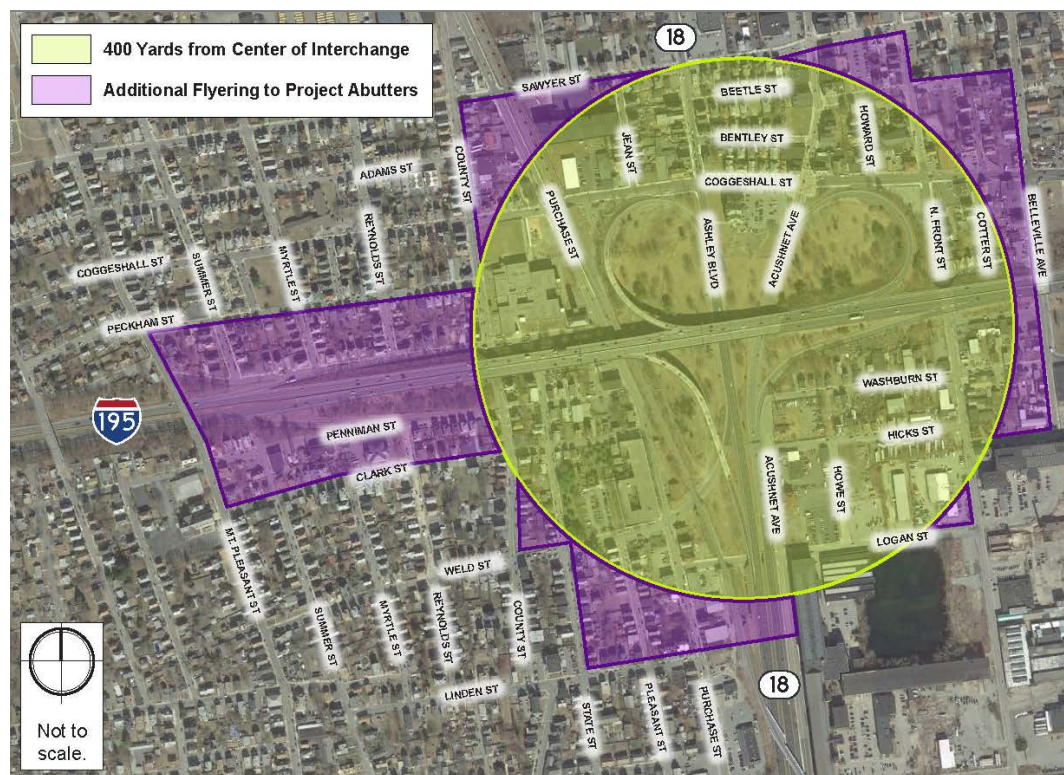 400 Yards from Center of Interchange
Additional Flyering to Project Abutters
18
SAWYER ST
BEETLE ST
JEAN ST
BENTLEY ST
HOWARD ST
ADAMS ST
COUNTY ST
COGGESHALL ST
PURCHASE ST
ASHLEY BLVD
ACUSHNET AVE
N. FRONT ST
COTTER ST
BELLEVILLE AVE
REYNOLDS ST
COGGESHALL ST
SUMMER ST
MYRTLE ST
PECKHAM ST
195
WASHBURN ST
PENNIMAN ST
HICKS ST
CLARK ST
ACUSHNET AVE
HOWE ST
LOGAN ST
MT. PLEASANT ST
WELD ST
SUMMER ST
MYRTLE ST
REYNOLDS ST
COUNTY ST
LINDEN ST
18
STATE ST
PLEASANT ST
PURCHASE ST
Not to
scale.